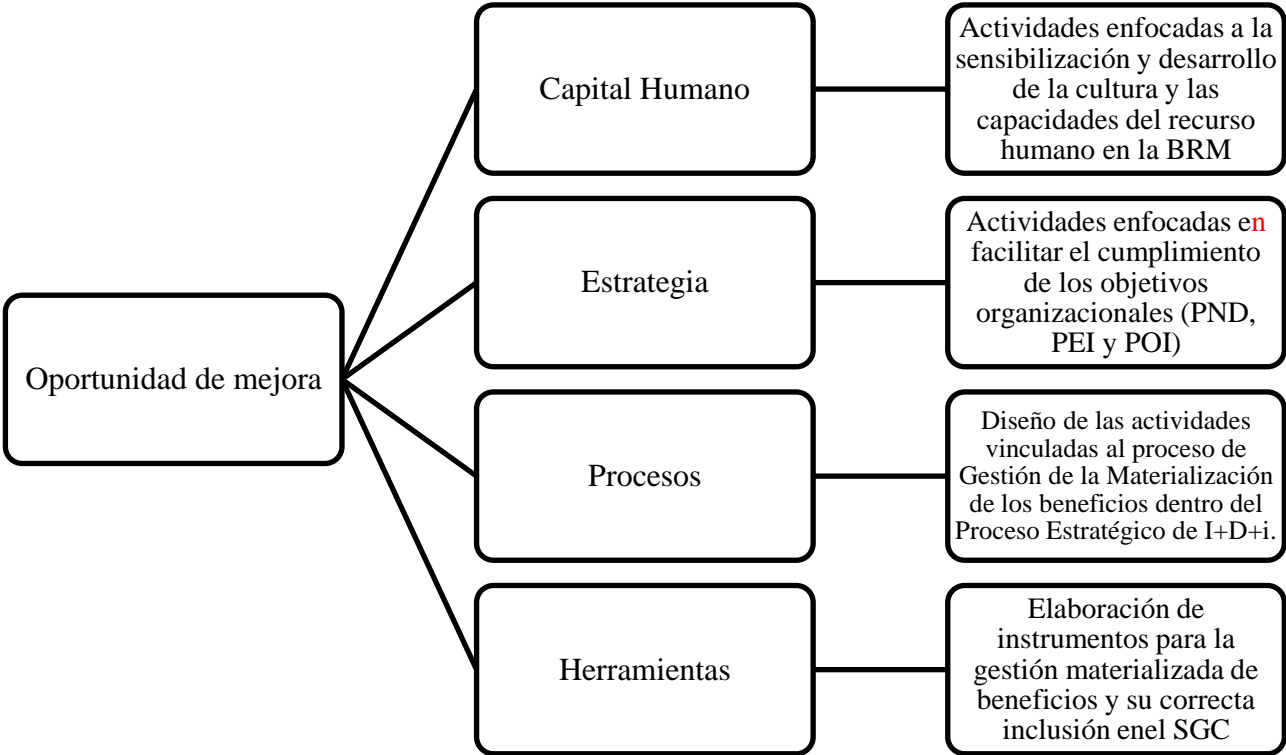 Oportunidad de mejora
Capital Humano
Actividades enfocadas a la
sensibilización y desarrollo
de la cultura y las
capacidades del recurso
humano en la BRM
Estrategia
Actividades enfocadas en
facilitar el cumplimiento
de los objetivos
organizacionales (PND,
PEI y POI)
Procesos
Diseño de las actividades
vinculadas al proceso de
Gestión de la Materialización
de los beneficios dentro del
Proceso Estratégico de I+D+i.
Herramientas
Elaboración de
instrumentos para la
gestión materializada de
beneficios y su correcta
inclusión enel SGC